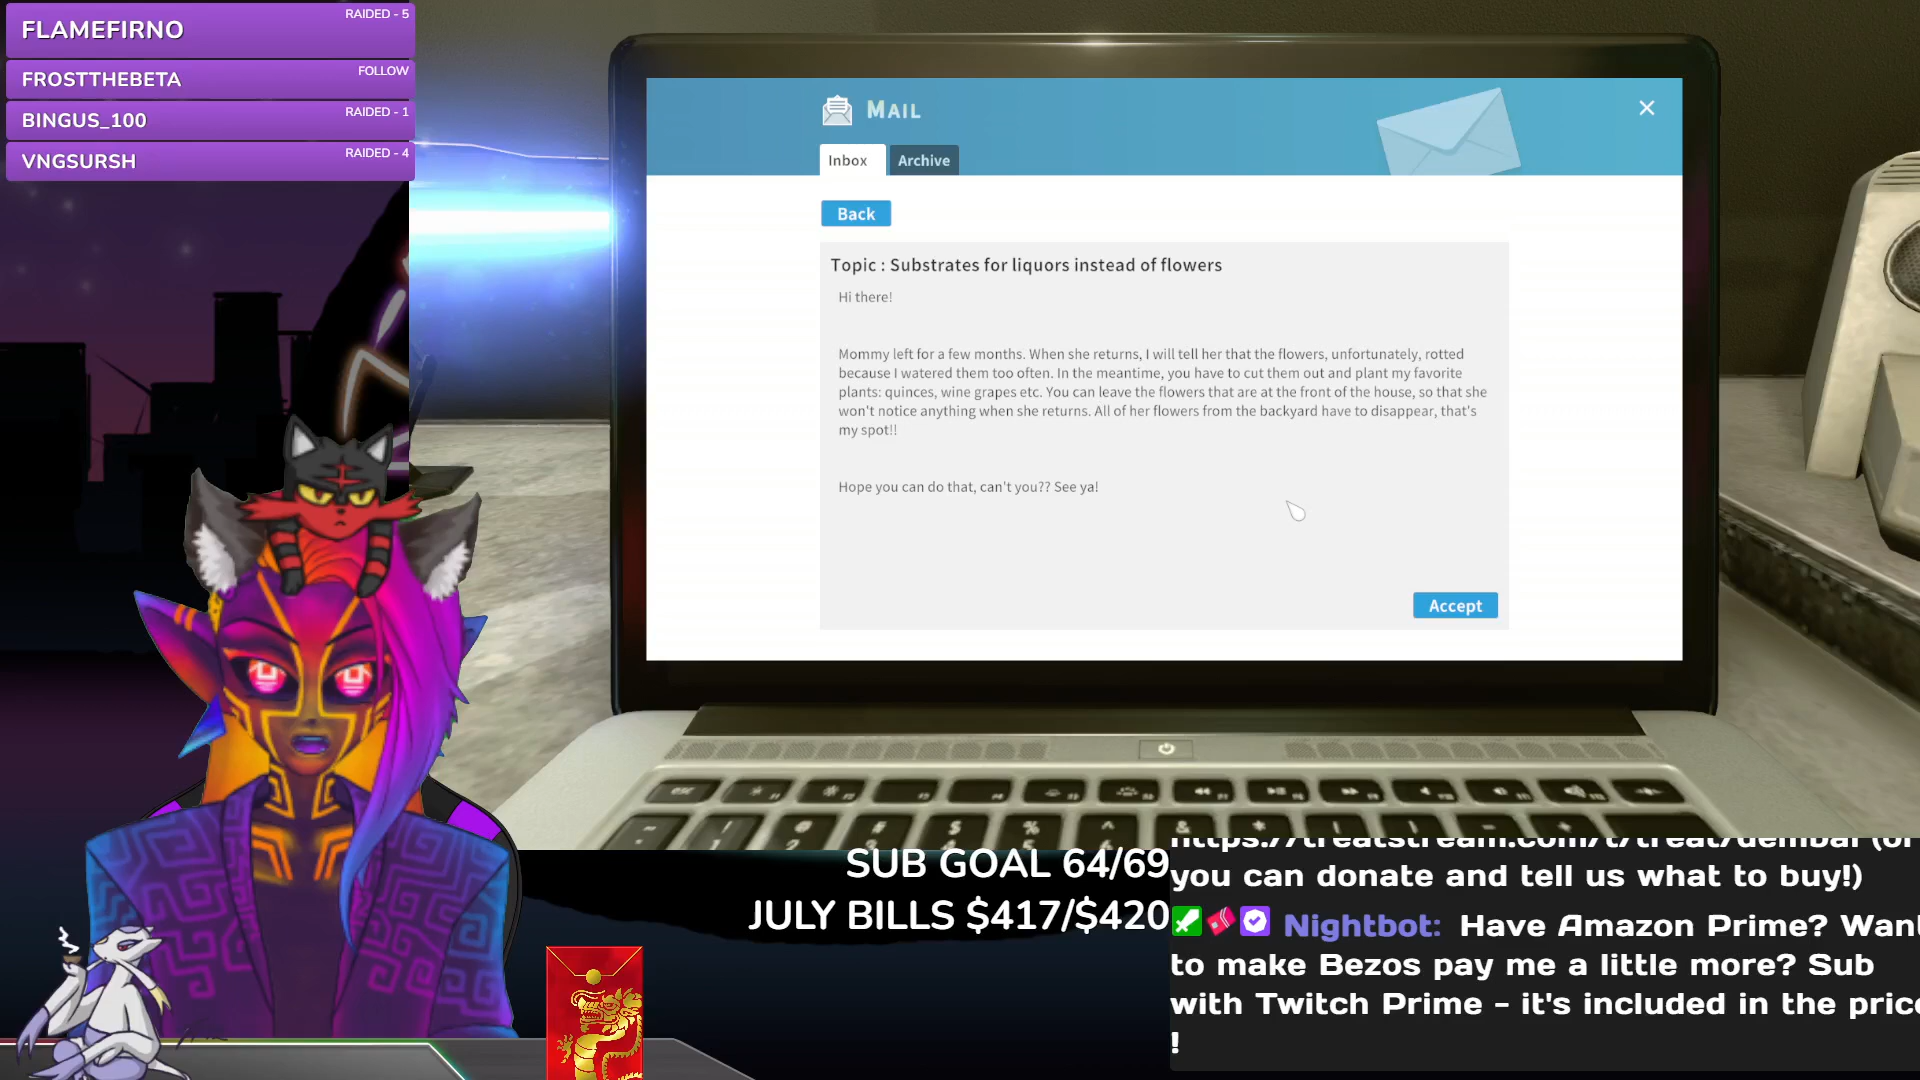 FLAMEFIRNO
RAIDED - 5
FROSTTHEBETA
FOLLOW
BINGUS_100
RAIDED - 1
VNGSURSH
RAIDED - 4
MAIL
Inbox
Archive
Back
Topic : Substrates for liquors instead of flowers
Hi there!
Mommy left for a few months. When she returns, I will tell her that the flowers, unfortunately, rotted
because I watered them too often. In the meantime, you have to cut them out and plant my favorite
plants: quinces, wine grapes etc. You can leave the flowers that are at the front of the house, so that she
won't notice anything when she returns. All of her flowers from the backyard have to disappear, that's
my spot!!
Hope you can do that, can't you?? See ya!
Accept
esc
SUB GOAL 64/69
JULY BILLS $417/$420
https://treatstream.com/t/treat/dembai (or
you can donate and tell us what to buy!)
Nightbot: Have Amazon Prime? Want
to make Bezos pay me a little more? Sub
with Twitch Prime - it's included in the price
!